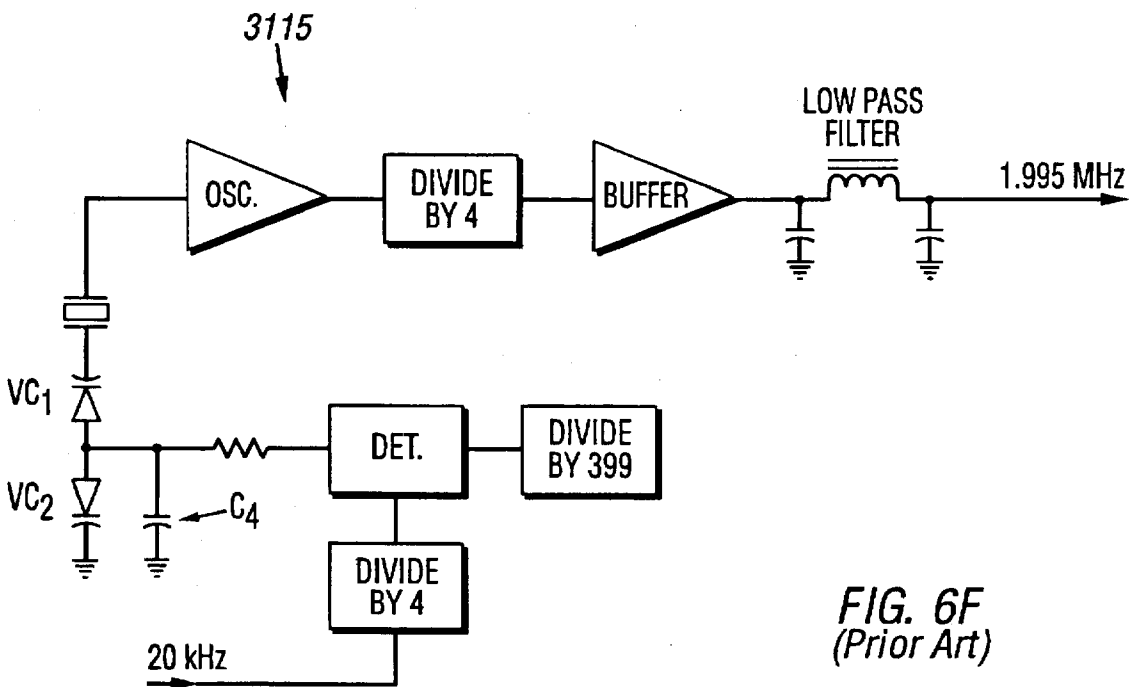 3115
LOW PASS
FILTER
OSC.
DIVIDE
BY 4
BUFFER
1.995 MHz
VC1
DET.
DIVIDE
BY 399
VC2
C4
DIVIDE
BY 4
20 kHz
FIG. 6F
(Prior Art)